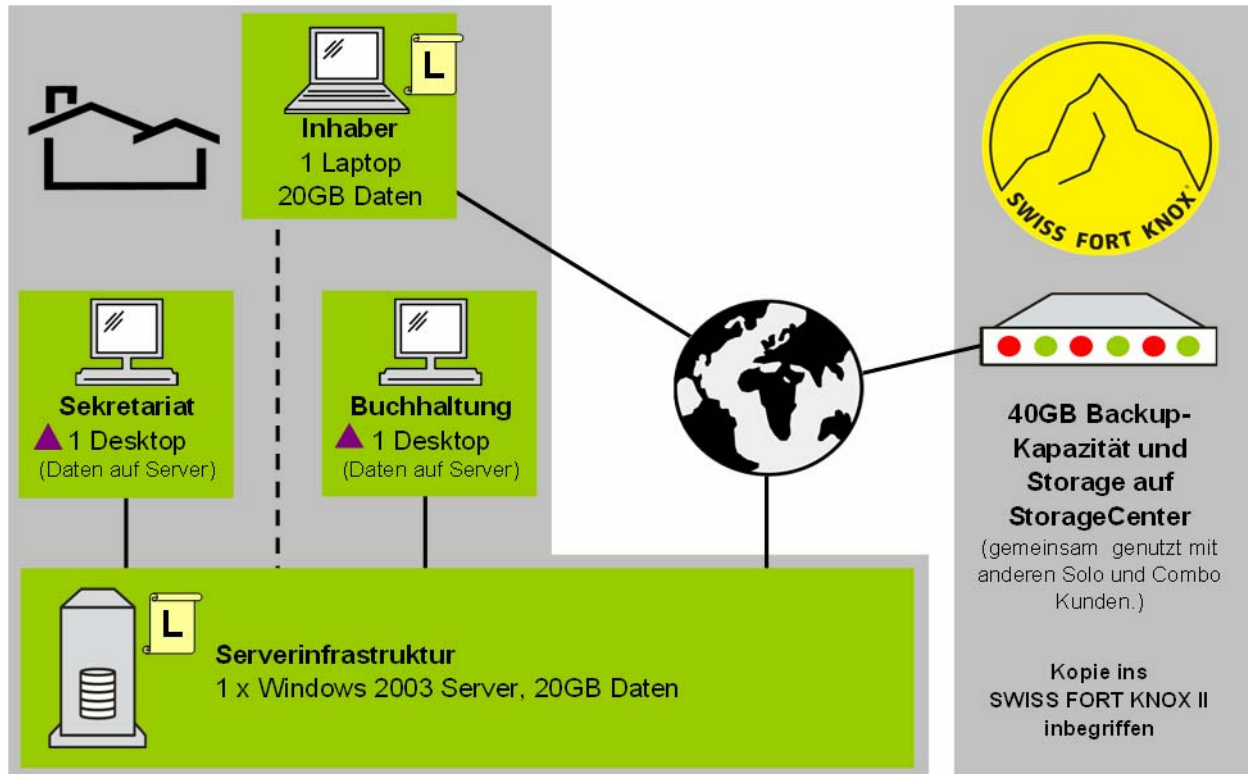 L
Inhaber
1 Laptop
20GB Daten
Sekretariat
1 Desktop
(Daten auf Server)
Buchhaltung
1 Desktop
(Daten auf Server)
L
Serverinfrastruktur
1 x Windows 2003 Server, 20GB Daten
SWISS FORT KNOX®
40GB Backup-
Kapazität und
Storage auf
StorageCenter
(gemeinsam genutzt mit
anderen Solo und Combo
Kunden.)
Kopie ins
SWISS FORT KNOX II
inbegriffen